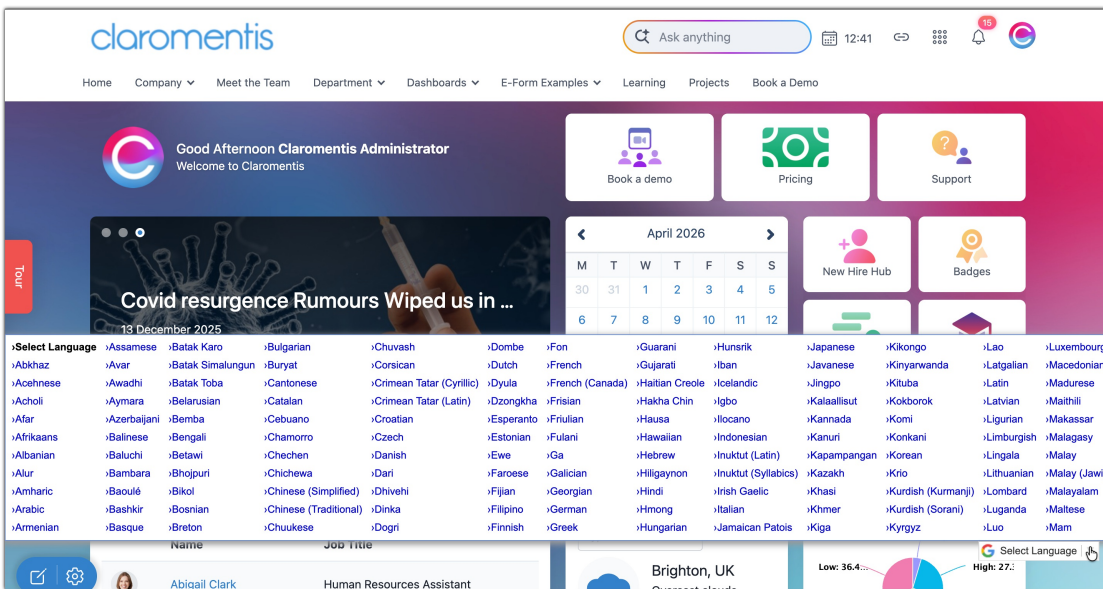 claromentis
Ask anything
12:41
15
Home Company Meet the Team Department Dashboards E-Form Examples Learning Projects Book a Demo
Good Afternoon Claromentis Administrator
Welcome to Claromentis
Book a demo
Pricing
Support
Tour
Covid resurgence Rumours Wiped us in ...
13 December 2025
April 2026
M T W T F S S
30 31 1 2 3 4 5
6 7 8 9 10 11 12
New Hire Hub
Badges
›Select Language ›Assamese ›Batak Karo ›Bulgarian ›Chuvash ›Dombe ›Fon ›Guarani ›Hunsrik ›Japanese ›Kikongo ›Lao ›Luxembourg
›Abkhaz ›Avar ›Batak Simalungun ›Buryat ›Corsican ›Dutch ›French ›Gujarati ›Iban ›Javanese ›Kinyarwanda ›Latgalian ›Macedonian
›Acehnese ›Awadhi ›Batak Toba ›Cantonese ›Crimean Tatar (Cyrillic) ›Dyula ›French (Canada) ›Haitian Creole ›Icelandic ›Jingpo ›Kituba ›Latin ›Madurese
›Acholi ›Aymara ›Belarusian ›Catalan ›Crimean Tatar (Latin) ›Dzongkha ›Frisian ›Hakha Chin ›Igbo ›Kalaallisut ›Kokborok ›Latvian ›Maithili
›Afar ›Azerbaijani ›Bemba ›Cebuano ›Croatian ›Esperanto ›Friulian ›Hausa ›Ilocano ›Kannada ›Komi ›Ligurian ›Makassar
›Afrikaans ›Balinese ›Bengali ›Chamorro ›Czech ›Estonian ›Fulani ›Hawaiian ›Indonesian ›Kanuri ›Konkani ›Limburgish ›Malagasy
›Albanian ›Baluchi ›Betawi ›Chechen ›Danish ›Ewe ›Ga ›Hebrew ›Inuktut (Latin) ›Kapampangan ›Korean ›Lingala ›Malay
›Alur ›Bambara ›Bhojpuri ›Chichewa ›Dari ›Faroese ›Galician ›Hiligaynon ›Inuktut (Syllabics) ›Kazakh ›Krio ›Lithuanian ›Malay (Jawi
›Amharic ›Baoulé ›Bikol ›Chinese (Simplified) ›Dhivehi ›Fijian ›Georgian ›Hindi ›Irish Gaelic ›Khasi ›Kurdish (Kurmanji) ›Lombard ›Malayalam
›Arabic ›Bashkir ›Bosnian ›Chinese (Traditional) ›Dinka ›Filipino ›German ›Hmong ›Italian ›Khmer ›Kurdish (Sorani) ›Luganda ›Maltese
›Armenian ›Basque ›Breton ›Chuukese ›Dogri ›Finnish ›Greek ›Hungarian ›Jamaican Patois ›Kiga ›Kyrgyz ›Luo ›Mam
Name Job Title
Select Language
Abigail Clark Human Resources Assistant
Brighton, UK
Overcast clouds
Low: 36.4...
High: 27.: